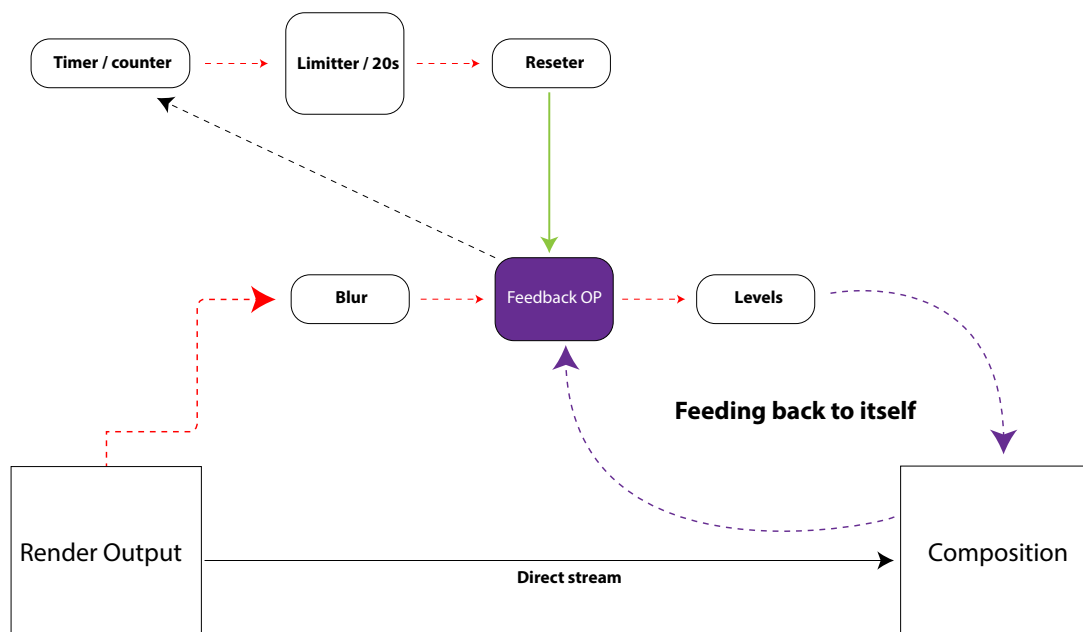 Timer / counter
Limitter / 20s
Reseter
Blur
Feedback OP
Levels
Feeding back to itself
Render Output
Direct stream
Composition